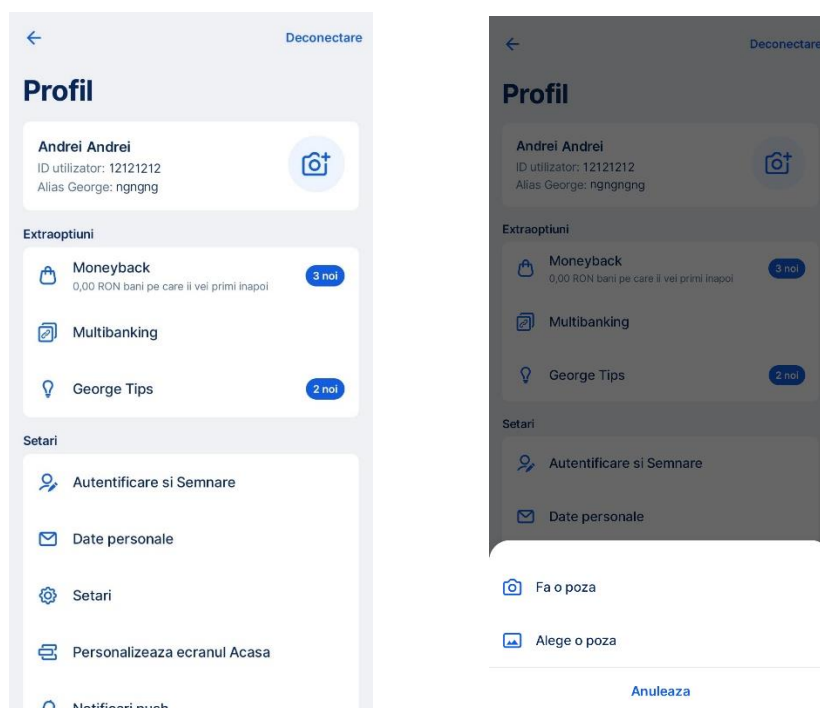 Deconectare
Profil
Andrei Andrei
ID utilizator: 12121212
Alias George: ngngng
Extraoptiuni
Moneyback
0,00 RON bani pe care ii vei primi inapoi
3 noi
Multibanking
George Tips
2 noi
Setari
Autentificare si Semnare
Date personale
Setari
Personalizeaza ecranul Acasa
Notificari push
Deconectare
Profil
Andrei Andrei
ID utilizator: 12121212
Alias George: ngngngng
Extraoptiuni
Moneyback
0,00 RON bani pe care ii vei primi inapoi
3 noi
Multibanking
George Tips
2 noi
Setari
Autentificare si Semnare
Date personale
Fa o poza
Alege o poza
Anuleaza